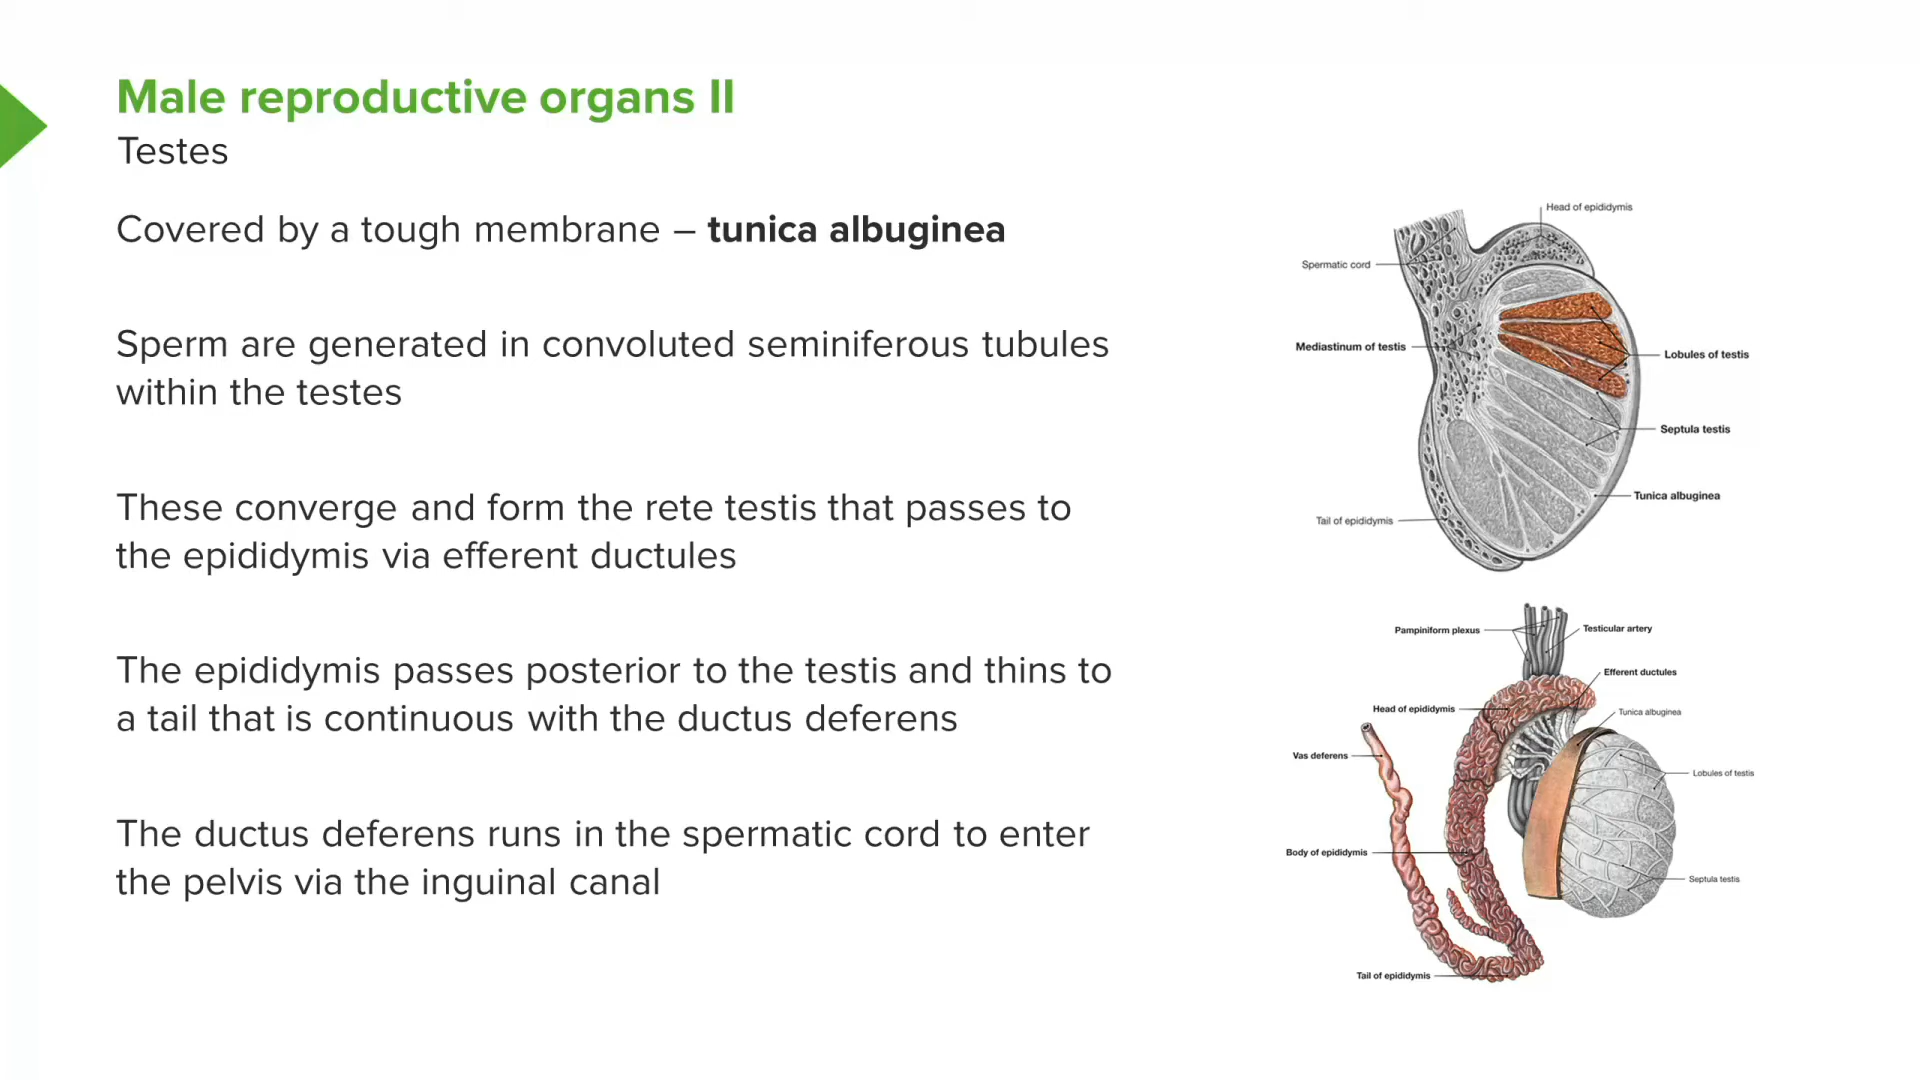 Male reproductive organs II
Testes
Covered by a tough membrane – tunica albuginea
Sperm are generated in convoluted seminiferous tubules
within the testes
These converge and form the rete testis that passes to
the epididymis via efferent ductules
The epididymis passes posterior to the testis and thins to
a tail that is continuous with the ductus deferens
The ductus deferens runs in the spermatic cord to enter
the pelvis via the inguinal canal
Head of epididymis
Spermatic cord
Mediastinum of testis
Lobules of testis
Septula testis
Tunica albuginea
Tail of epididymis
Pampiniform plexus
Testicular artery
Efferent ductules
Head of epididymis
Tunica albuginea
Vas deferens
Lobules of testis
Body of epididymis
Septula testis
Tail of epididymis